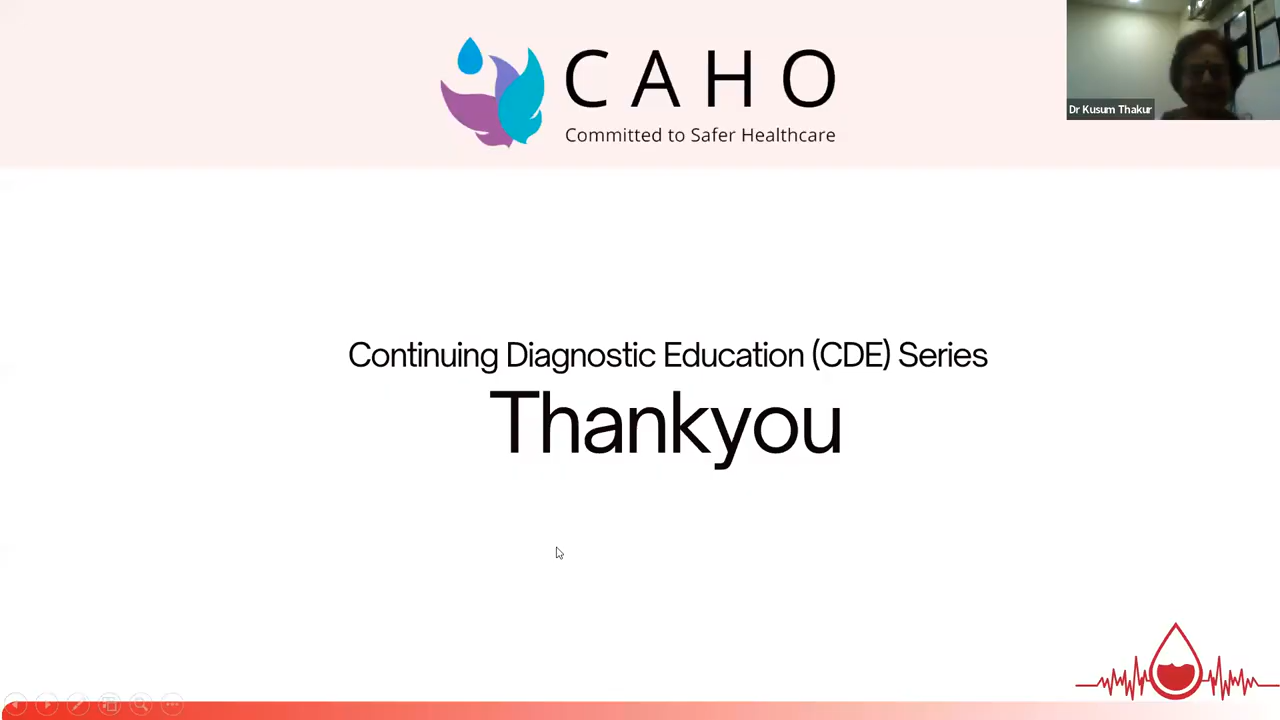 CAHO
Committed to Safer Healthcare
Dr Kusum Thakur
Continuing Diagnostic Education (CDE) Series
Thankyou